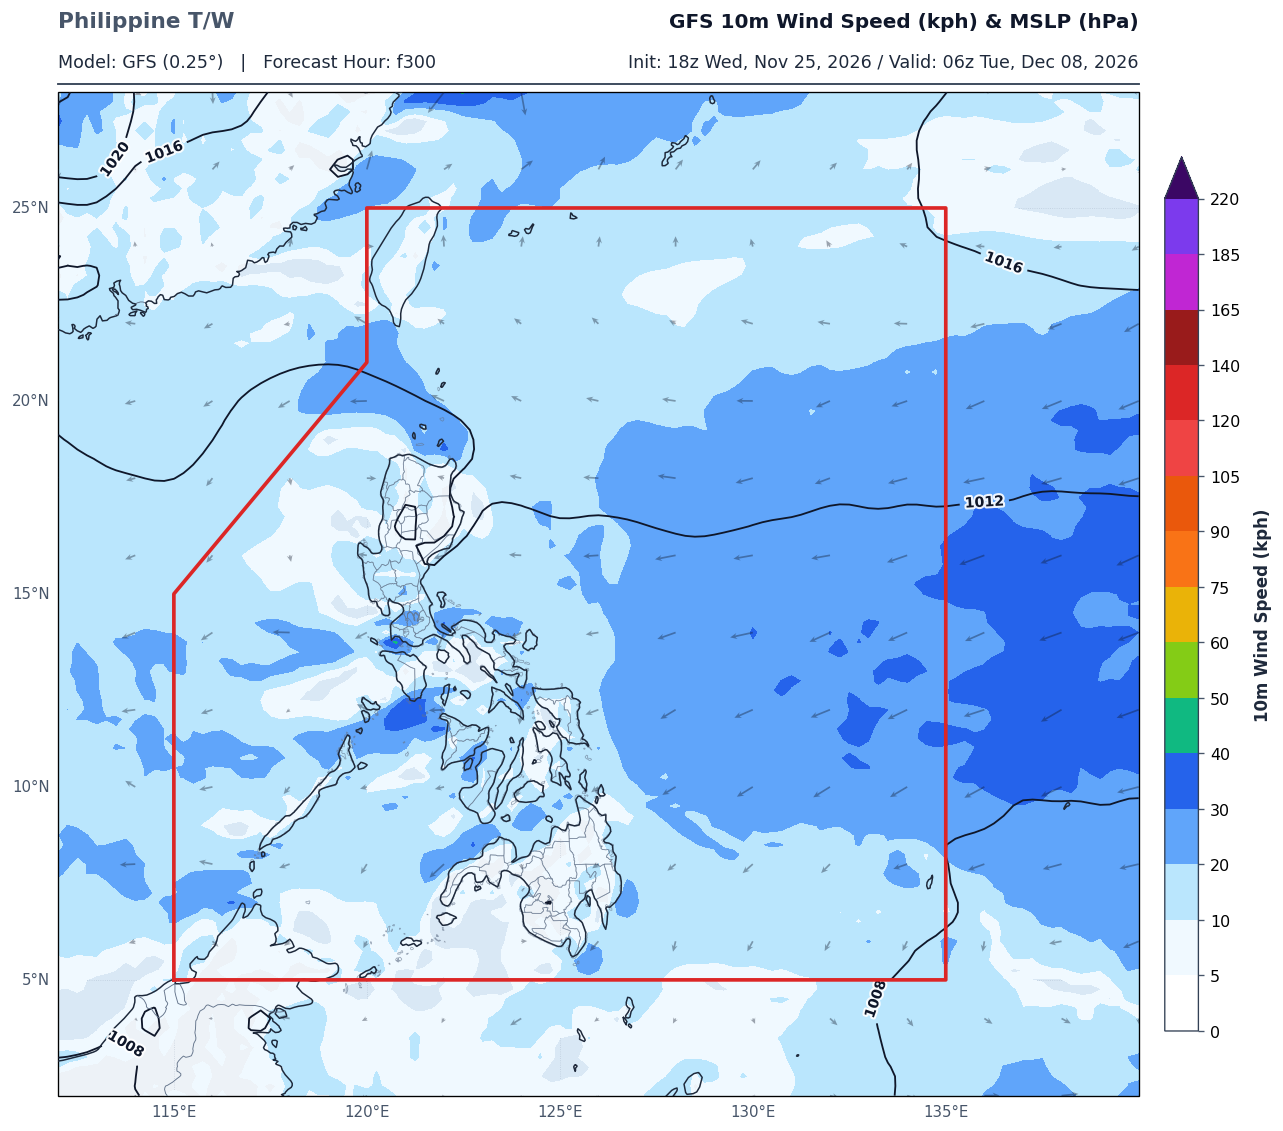 Philippine T/W
GFS 10m Wind Speed (kph) & MSLP (hPa)
Model: GFS (0.25°)   |   Forecast Hour: f300
Init: 18z Wed, Nov 25, 2026 / Valid: 06z Tue, Dec 08, 2026
1020
1016
1016
1012
1008
1008
25°N
20°N
15°N
10°N
5°N
115°E
120°E
125°E
130°E
135°E
220
185
165
140
120
105
90
75
60
50
40
30
20
10
5
0
10m Wind Speed (kph)